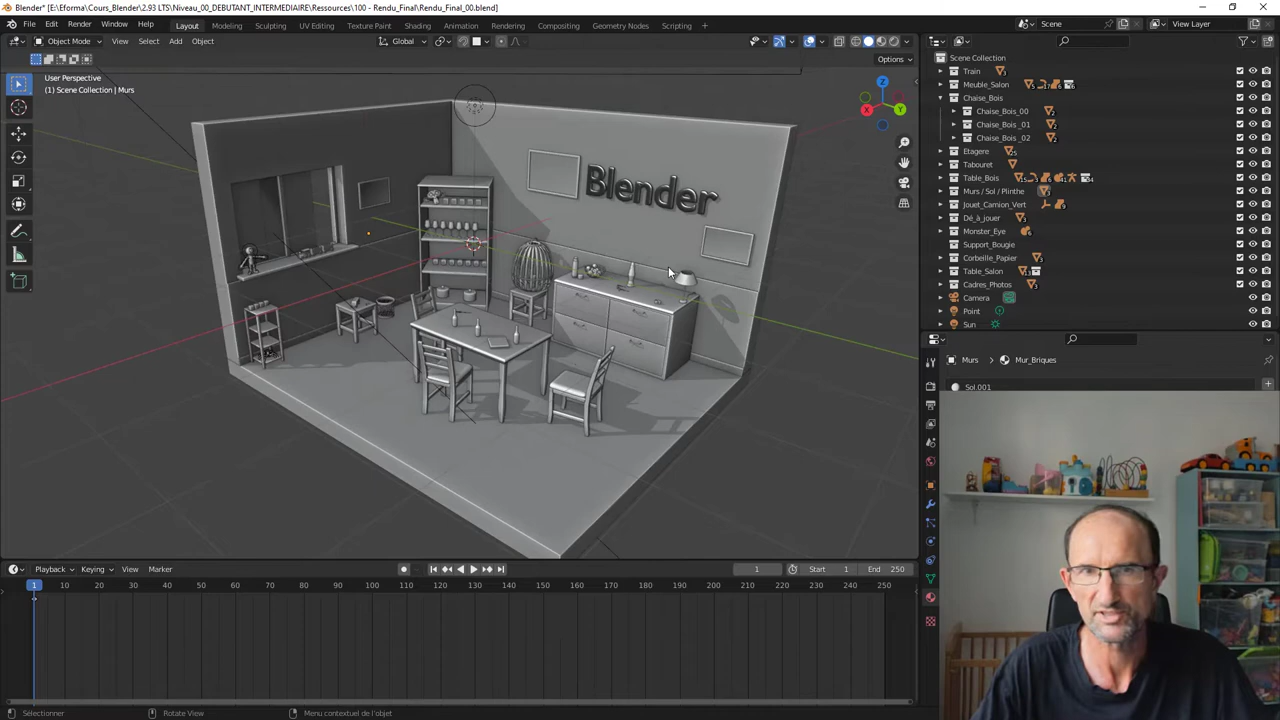 Blender* [E:\Eforma\Cours_Blender\2.93 LTS\Niveau_00_DEBUTANT_INTERMEDIAIRE\Ressources\100 - Rendu_Final\Rendu_Final_00.blend]
File Edit Render Window Help Layout Modeling Sculpting UV Editing Texture Paint Shading Animation Rendering Compositing Geometry Nodes Scripting + Scene View Layer
Object Mode View Select Add Object Global
Options
User Perspective
(1) Scene Collection | Murs
Z
X
Y
Blender
Scene Collection
Train
Meuble_Salon
Chaise_Bois
Chaise_Bois_00
Chaise_Bois_01
Chaise_Bois_02
Etagere
Tabouret
Table_Bois
Murs / Sol / Plinthe
Jouet_Camion_Vert
Dé_à_jouer
Monster_Eye
Support_Bougie
Corbeille_Papier
Table_Salon
Cadres_Photos
Camera
Point
Sun
Murs > Mur_Briques
Sol.001
Playback Keying View Marker 1 Start 1 End 250
1 10 20 30 40 50 60 70 80 90 100 110 120 130 140 150 160 170 180 190 200 210 220 230 240 250
Sélectionner Rotate View Menu contextuel de l'objet